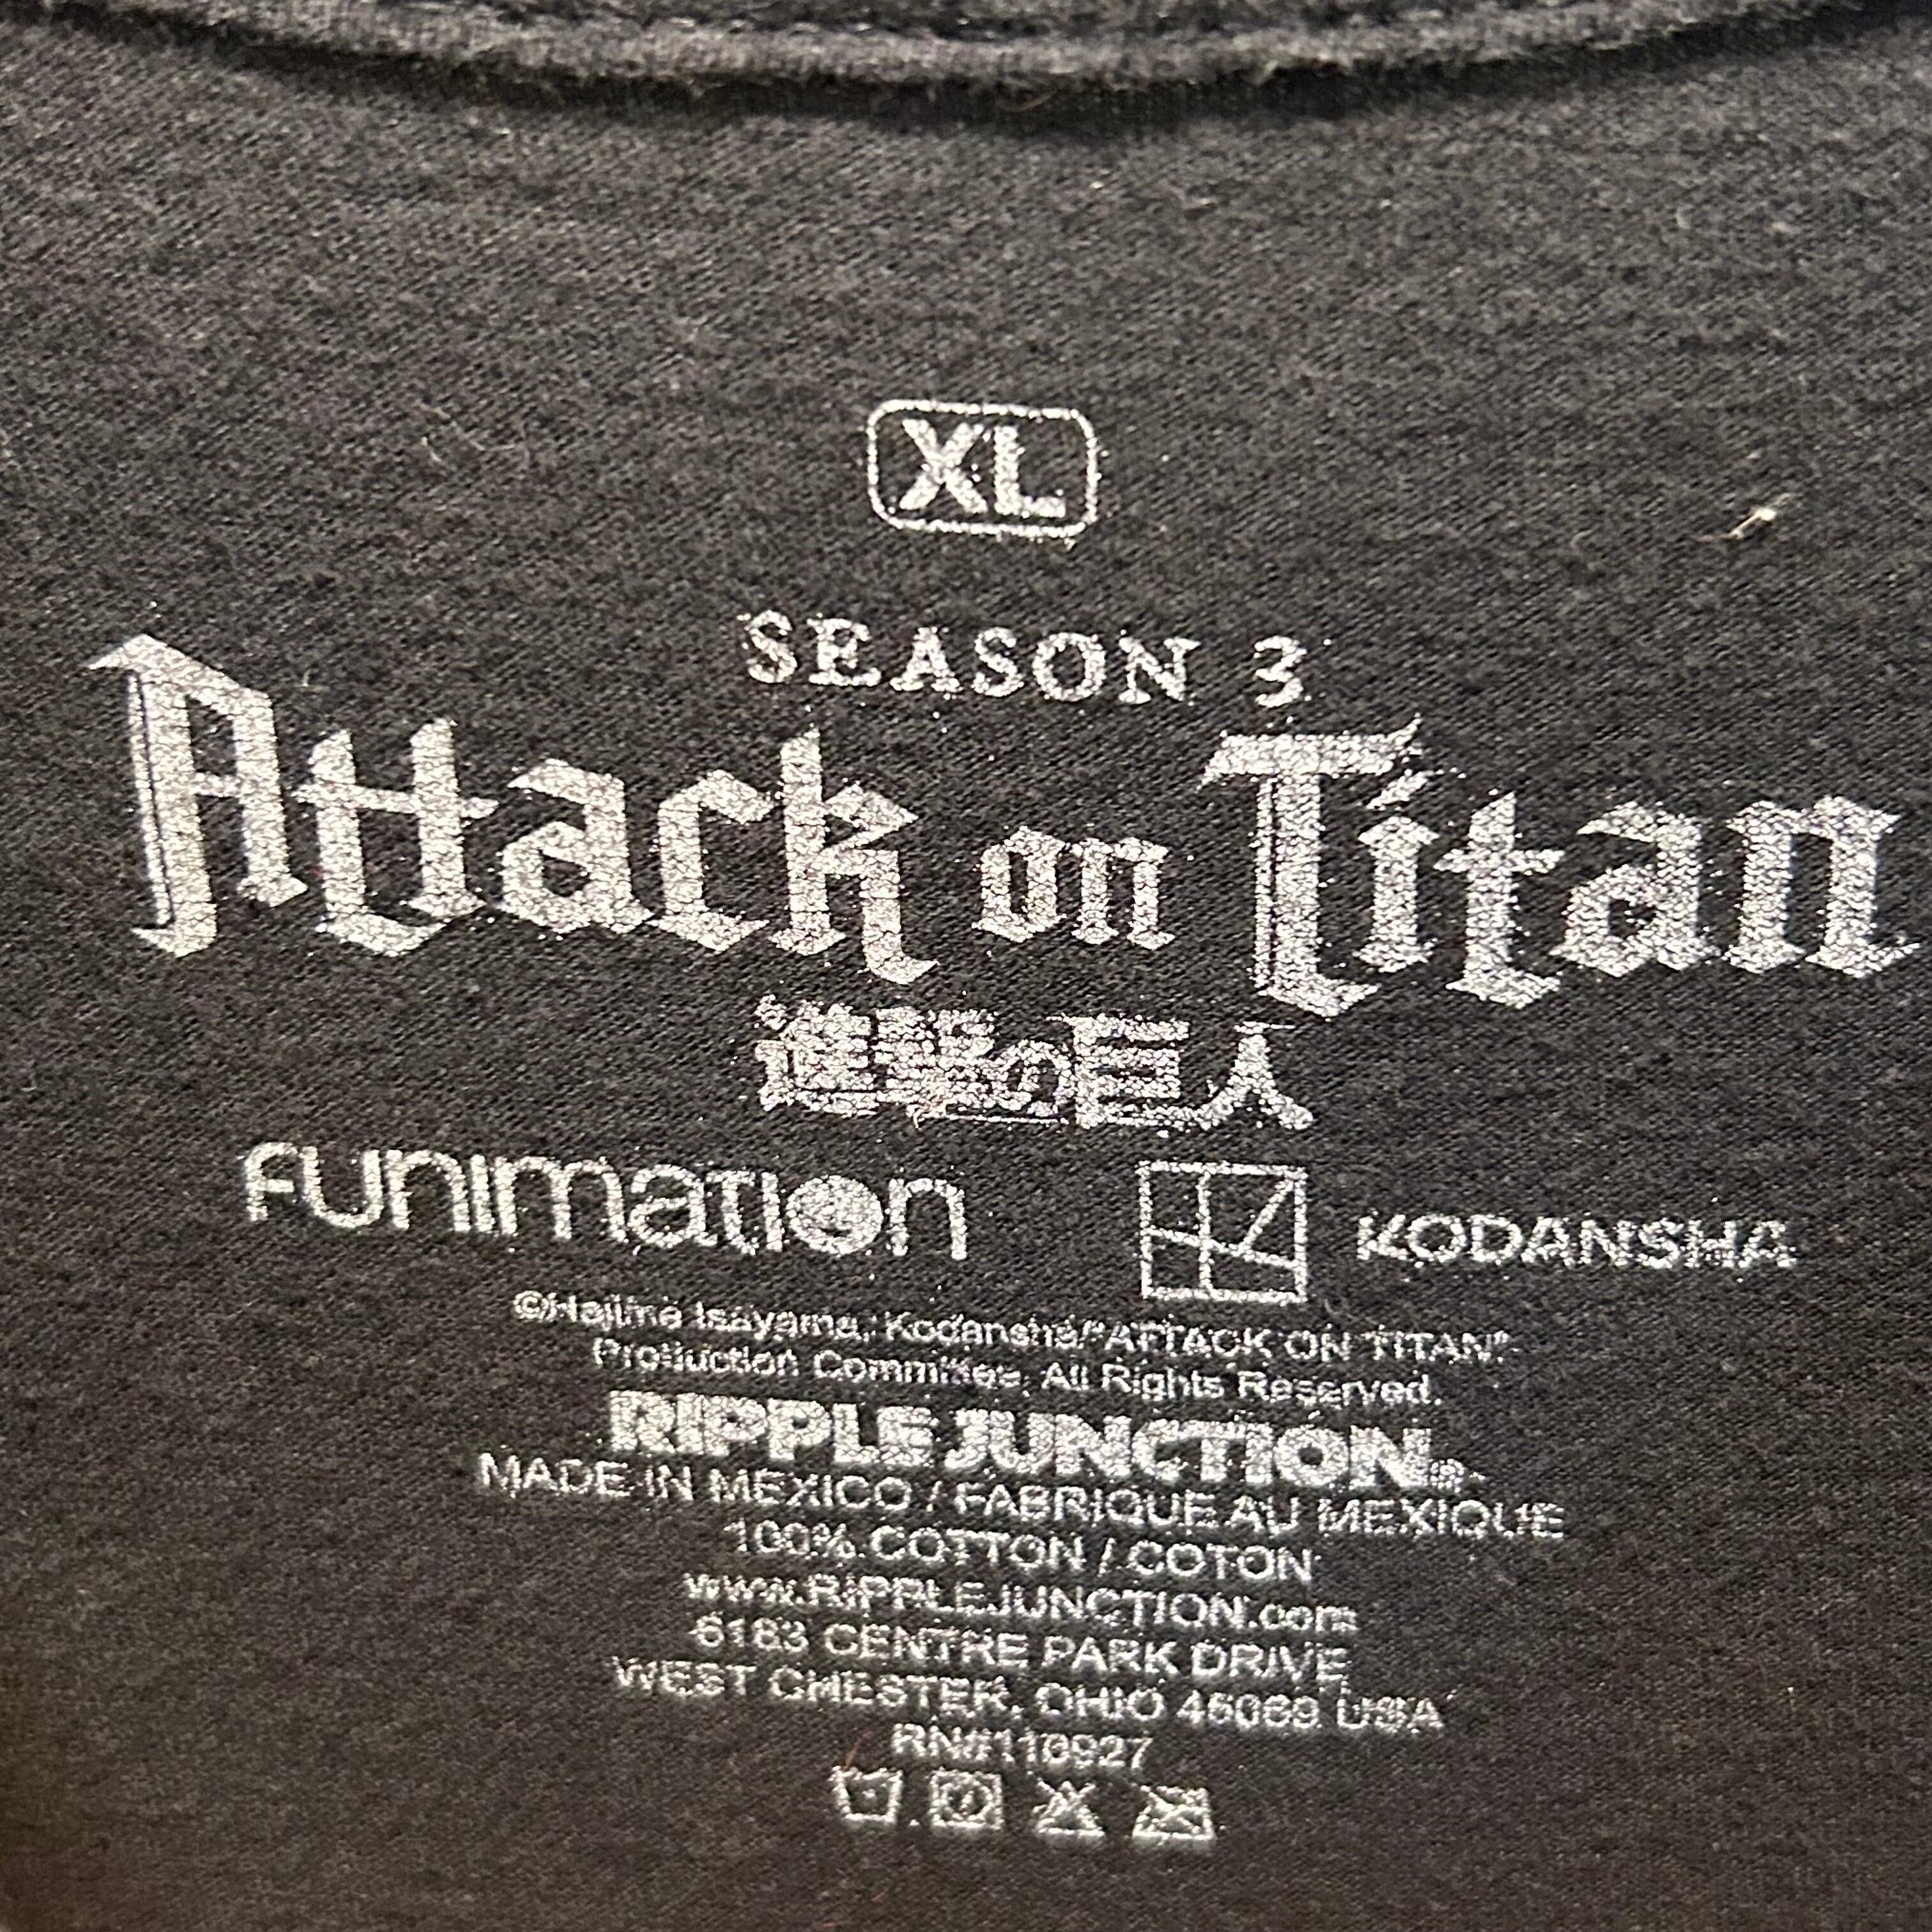 XL
SEASON 3
Attack on Titan
進撃の巨人
FUNIMATION
KODANSHA
©Hajime Isayama, Kodansha/"ATTACK ON TITAN"
Production Committee. All Rights Reserved.
RIPPLE JUNCTION®
MADE IN MEXICO / FABRIQUE AU MEXIQUE
100% COTTON / COTON
www.RIPPLEJUNCTION.com
6163 CENTRE PARK DRIVE
WEST CHESTER, OHIO 45069 USA
RN#110927